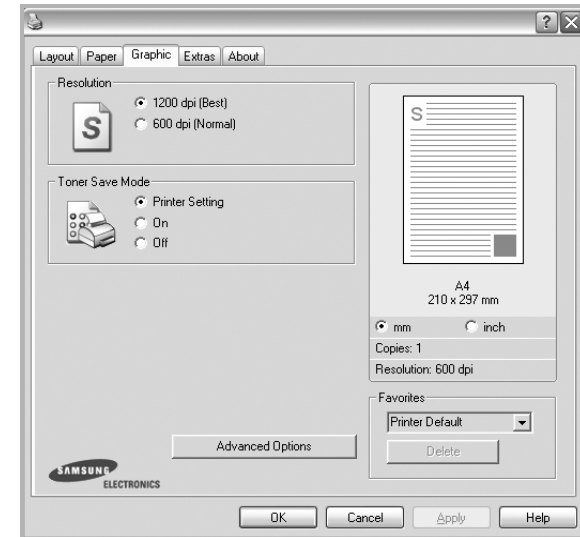 Layout Paper Graphic Extras About
Resolution
1200 dpi (Best)
600 dpi (Normal)
S
Toner Save Mode
Printer Setting
On
Off
S
A4
210 x 297 mm
mm inch
Copies: 1
Resolution: 600 dpi
Favorites
Printer Default
Delete
Advanced Options
SAMSUNG
ELECTRONICS
OK Cancel Apply Help